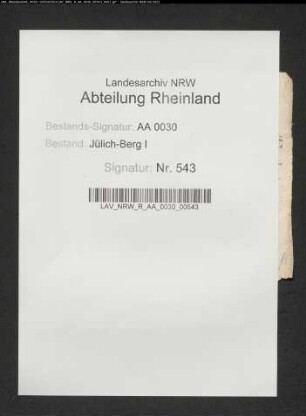 Landesarchiv NRW
Abteilung Rheinland
Bestands-Signatur: AA 0030
Bestand: Jülich-Berg I
Signatur: Nr. 543
LAV_NRW_R_AA_0030_00543